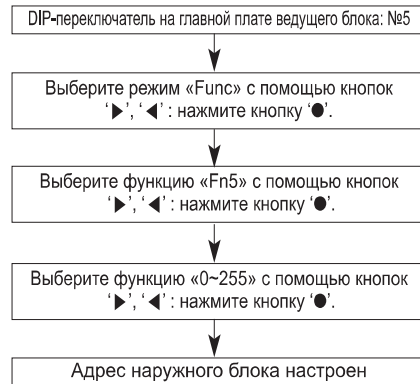 DIP-переключатель на главной плате ведущего блока: №5
Выберите режим «Func» с помощью кнопок
‘▶’, ‘◀’ : нажмите кнопку ‘●’.
Выберите функцию «Fn5» с помощью кнопок
‘▶’, ‘◀’ : нажмите кнопку ‘●’.
Выберите функцию «0~255» с помощью кнопок
‘▶’, ‘◀’ : нажмите кнопку ‘●’.
Адрес наружного блока настроен